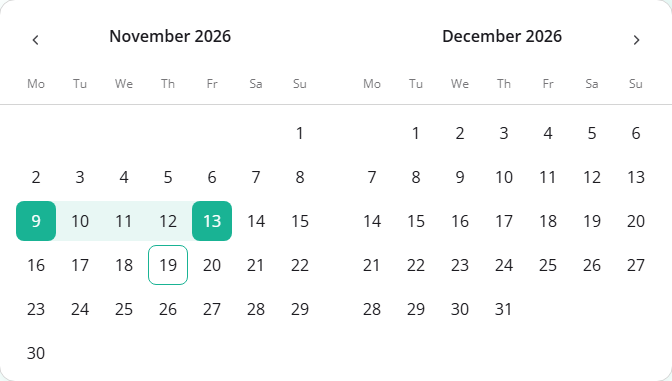 November 2026
Mo Tu We Th Fr Sa Su
1
2 3 4 5 6 7 8
9 10 11 12 13 14 15
16 17 18 19 20 21 22
23 24 25 26 27 28 29
30
December 2026
Mo Tu We Th Fr Sa Su
1 2 3 4 5 6
7 8 9 10 11 12 13
14 15 16 17 18 19 20
21 22 23 24 25 26 27
28 29 30 31